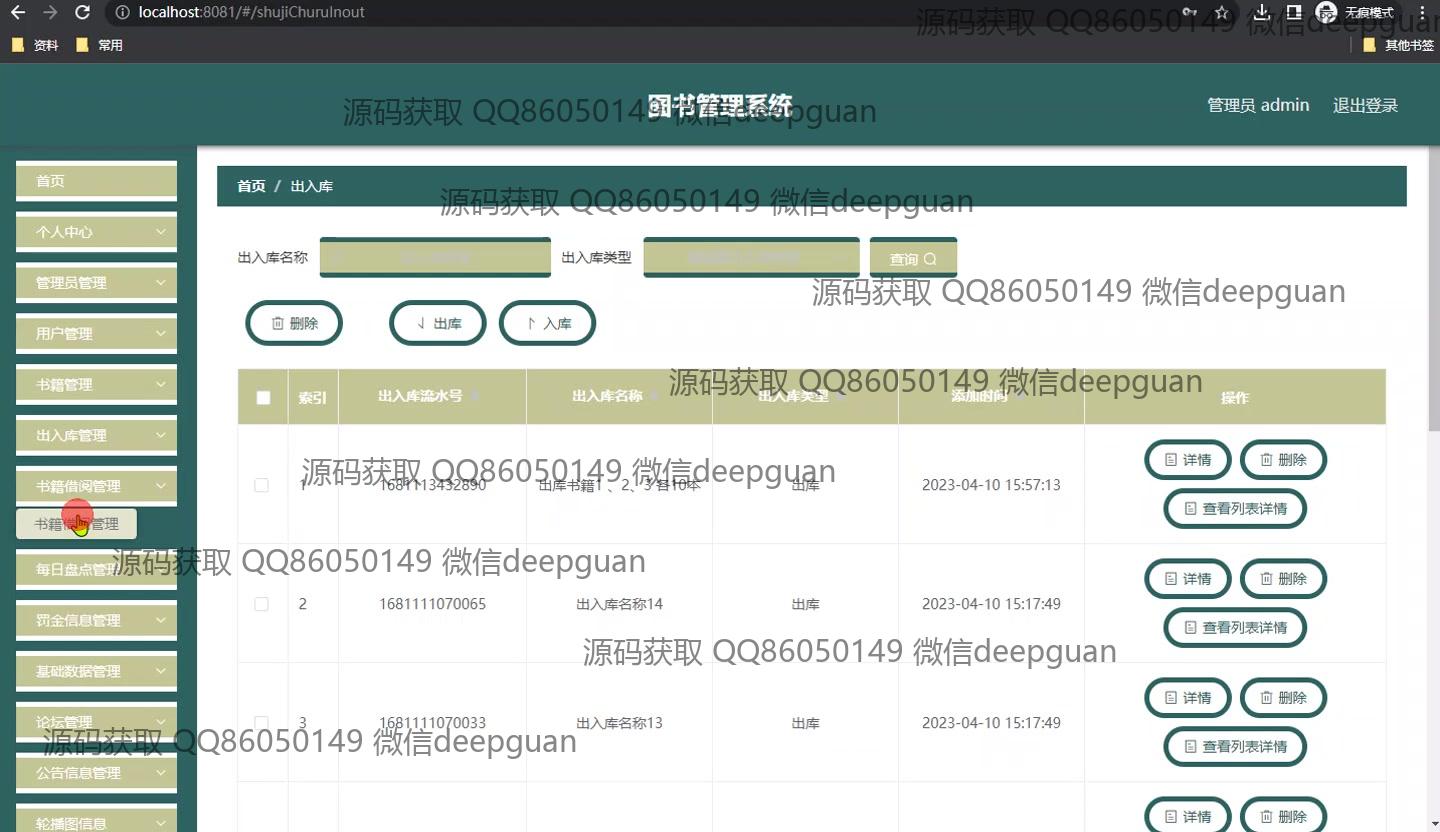 localhost:8081/#/shujiChuruInout
无痕模式
资料
常用
其他书签
图书管理系统
管理员 admin
退出登录
首页
个人中心
管理员管理
用户管理
书籍管理
出入库管理
书籍借阅管理
书籍借阅管理
每日盘点管理
罚金信息管理
基础数据管理
论坛管理
公告信息管理
轮播图信息
首页 / 出入库
出入库名称
出入库类型
查询
删除
出库
入库
索引 出入库流水号 出入库名称 出入库类型 添加时间 操作
1 1681113432890 出库书籍1、2、3 各10本 出库 2023-04-10 15:57:13
详情 删除
查看列表详情
2 1681111070065 出入库名称14 出库 2023-04-10 15:17:49
详情 删除
查看列表详情
3 1681111070033 出入库名称13 出库 2023-04-10 15:17:49
详情 删除
查看列表详情
详情 删除
源码获取 QQ86050149 微信deepguan
源码获取 QQ86050149 微信deepguan
源码获取 QQ86050149 微信deepguan
源码获取 QQ86050149 微信deepguan
源码获取 QQ86050149 微信deepguan
源码获取 QQ86050149 微信deepguan
源码获取 QQ86050149 微信deepguan
源码获取 QQ86050149 微信deepguan
源码获取 QQ86050149 微信deepguan